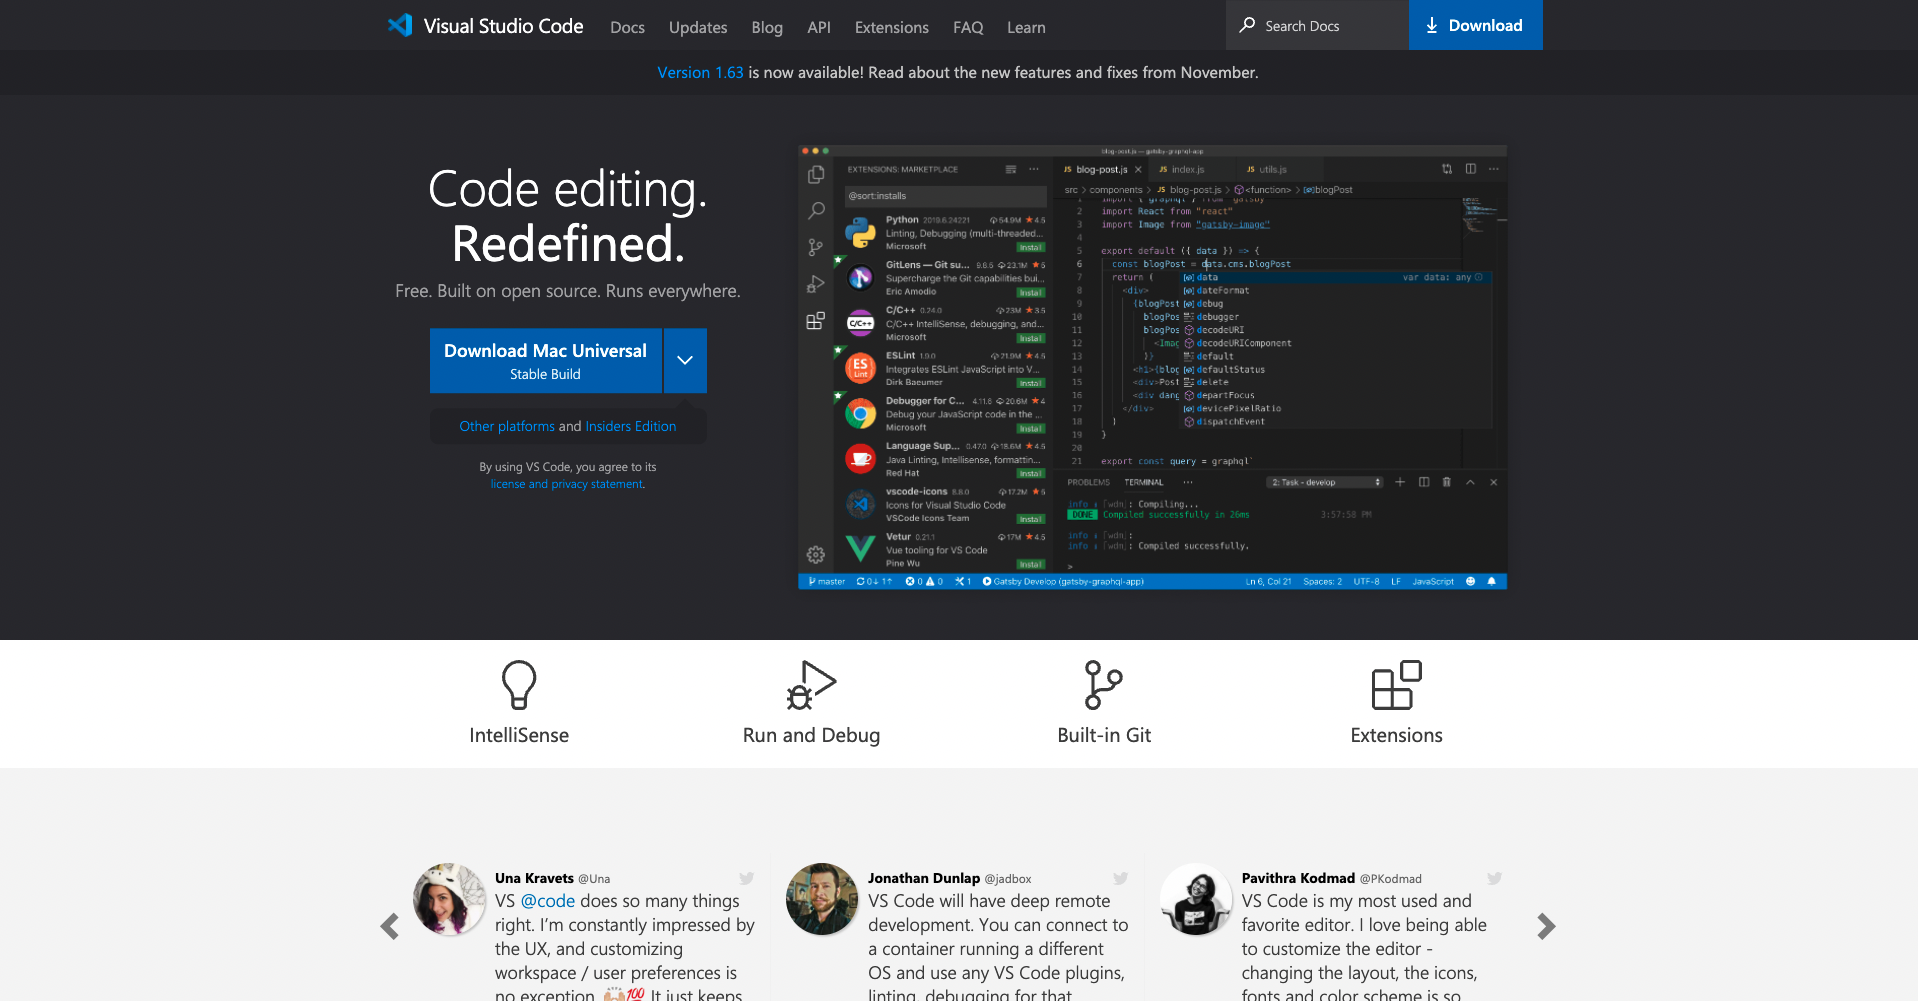 Visual Studio Code Docs Updates Blog API Extensions FAQ Learn Search Docs Download
Version 1.63 is now available! Read about the new features and fixes from November.
Code editing.
Redefined.
Free. Built on open source. Runs everywhere.
Download Mac Universal
Stable Build
Other platforms and Insiders Edition
By using VS Code, you agree to its
license and privacy statement.
blog-post.js — gatsby-graphql-app
EXTENSIONS: MARKETPLACE
@sort:installs
Python 2019.6.24221 54.9M 4.5
Linting, Debugging (multi-threaded...
Microsoft Install
GitLens — Git su... 9.8.5 23.1M 5
Supercharge the Git capabilities bui...
Eric Amodio Install
C/C++ 0.24.0 23M 3.5
C/C++ IntelliSense, debugging, and...
Microsoft Install
ESLint 1.9.0 21.9M 4.5
Integrates ESLint JavaScript into V...
Dirk Baeumer Install
Debugger for C... 4.11.6 20.6M 4
Debug your JavaScript code in the ...
Microsoft Install
Language Sup... 0.47.0 18.6M 4.5
Java Linting, Intellisense, formattin...
Red Hat Install
vscode-icons 8.8.0 17.2M 5
Icons for Visual Studio Code
VSCode Icons Team Install
Vetur 0.21.1 17M 4.5
Vue tooling for VS Code
Pine Wu Install
JS blog-post.js JS index.js JS utils.js
src > components > JS blog-post.js > <function> > blogPost
1 import { graphql } from "gatsby"
2 import React from "react"
3 import Image from "gatsby-image"
4
5 export default ({ data }) => {
6 const blogPost = data.cms.blogPost
7 return (
8 <div>
9 {blogPost
10 blogPos
11 blogPos
12 <Imag
13 )}
14 <h1>{blog
15 <div>Post
16 <div dang
17 </div>
18 )
19 }
20
21 export const query = graphql`
data var data: any
dateFormat
debug
debugger
decodeURI
decodeURIComponent
default
defaultStatus
delete
departFocus
devicePixelRatio
dispatchEvent
PROBLEMS TERMINAL ... 2: Task - develop
info [wdm]: Compiling...
DONE Compiled successfully in 26ms 3:57:58 PM
info [wdm]:
info [wdm]: Compiled successfully.
>
master 0↓ 1↑ 0 0 1 Gatsby Develop (gatsby-graphql-app) Ln 6, Col 21 Spaces: 2 UTF-8 LF JavaScript
IntelliSense
Run and Debug
Built-in Git
Extensions
Una Kravets @Una
VS @code does so many things
right. I’m constantly impressed by
the UX, and customizing
workspace / user preferences is
no exception. 🙌💯 It just keeps
Jonathan Dunlap @jadbox
VS Code will have deep remote
development. You can connect to
a container running a different
OS and use any VS Code plugins,
linting, debugging for that
Pavithra Kodmad @PKodmad
VS Code is my most used and
favorite editor. I love being able
to customize the editor -
changing the layout, the icons,
fonts and color scheme is so